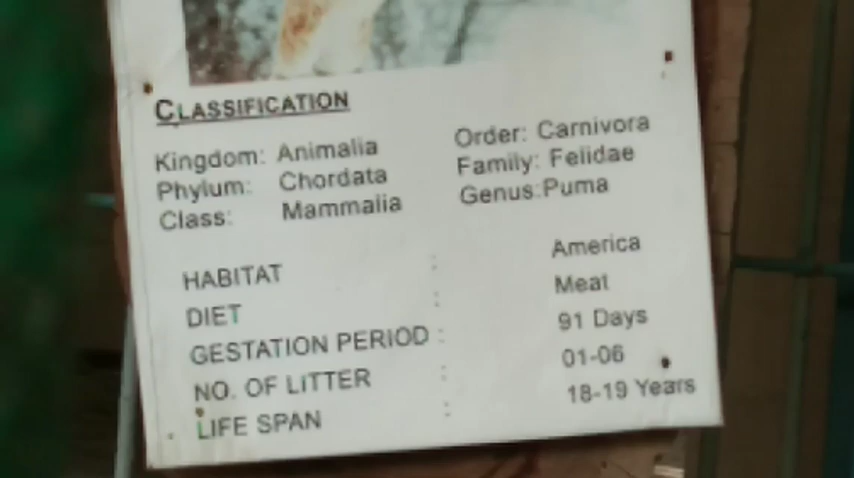 CLASSIFICATION
Kingdom: Animalia Order: Carnivora
Phylum: Chordata Family: Felidae
Class: Mammalia Genus:Puma
HABITAT : America
DIET : Meat
GESTATION PERIOD : 91 Days
NO. OF LITTER : 01-06
LIFE SPAN : 18-19 Years